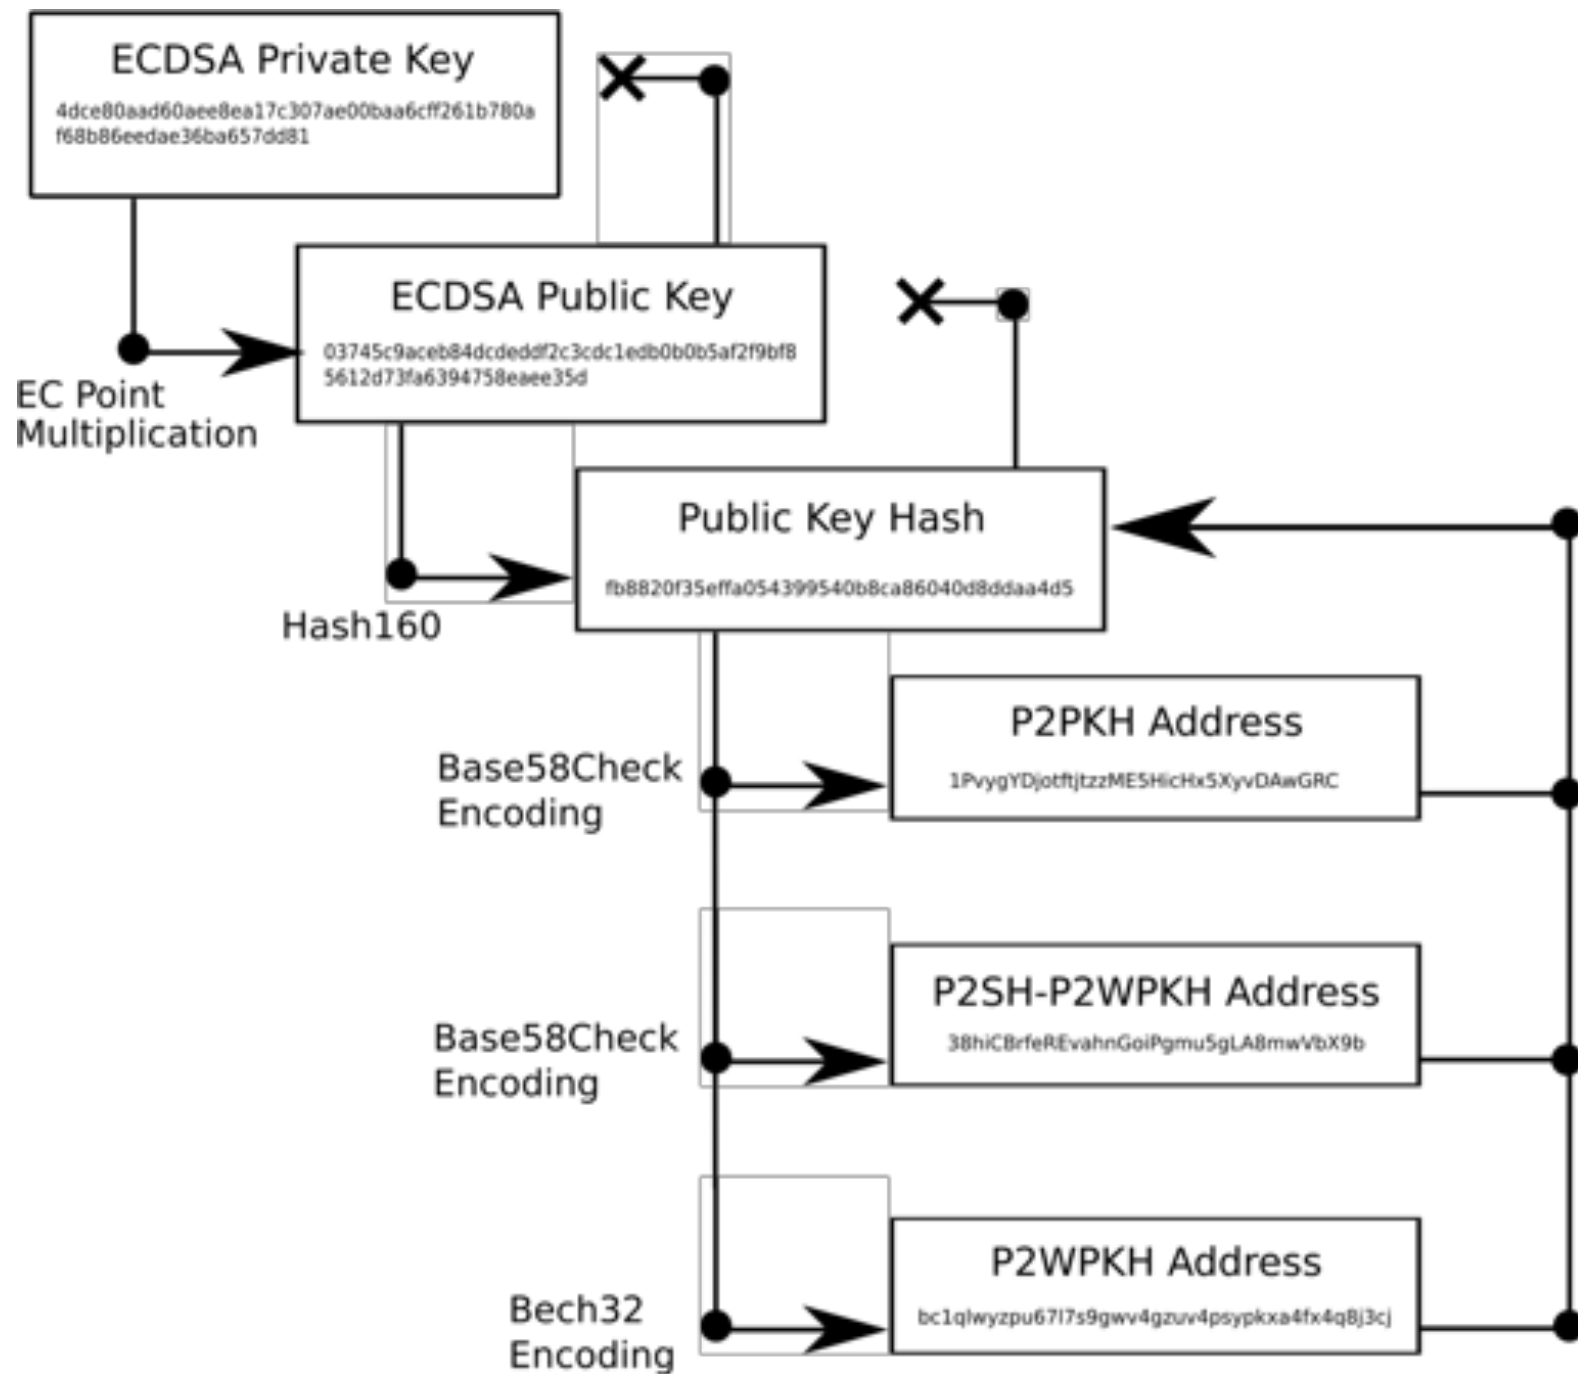 ECDSA Private Key
4dce80aad60aee8ea17c307ae00baa6cff261b780a
f68b86eedae36ba657dd81
ECDSA Public Key
03745c9aceb84dcdeddf2c3cdc1edb0b0b5af2f9bf8
5612d73fa6394758eaee35d
EC Point
Multiplication
Public Key Hash
fb8820f35effa054399540b8ca86040d8ddaa4d5
Hash160
P2PKH Address
1PvygYDjotftjtzzME5HicHx5XyvDAwGRC
Base58Check
Encoding
P2SH-P2WPKH Address
38hiCBrfeREvahnGoiPgmu5gLA8mwVbX9b
Base58Check
Encoding
P2WPKH Address
bc1qlwyzpu67l7s9gwv4gzuv4psypkxa4fx4q8j3cj
Bech32
Encoding